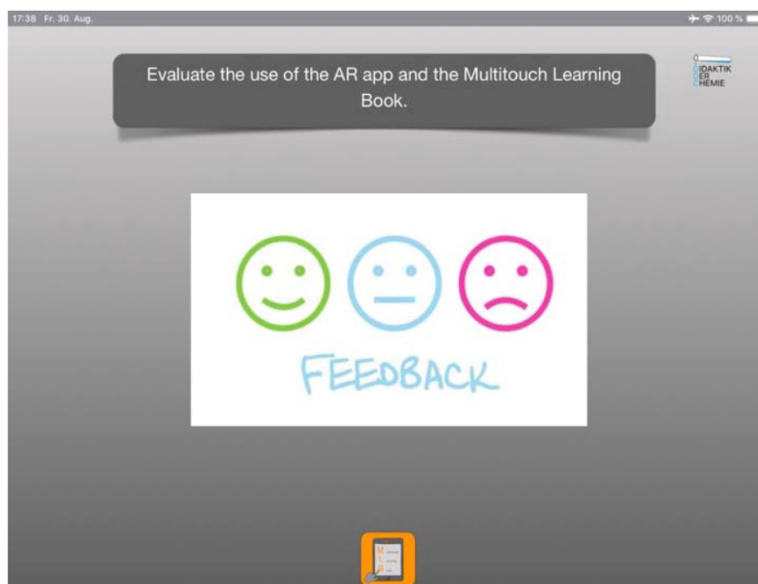 17:38 Fr. 30. Aug.
100 %
Evaluate the use of the AR app and the Multitouch Learning
Book.
DIDAKTIK
DER
CHEMIE
FEEDBACK
M
L
B